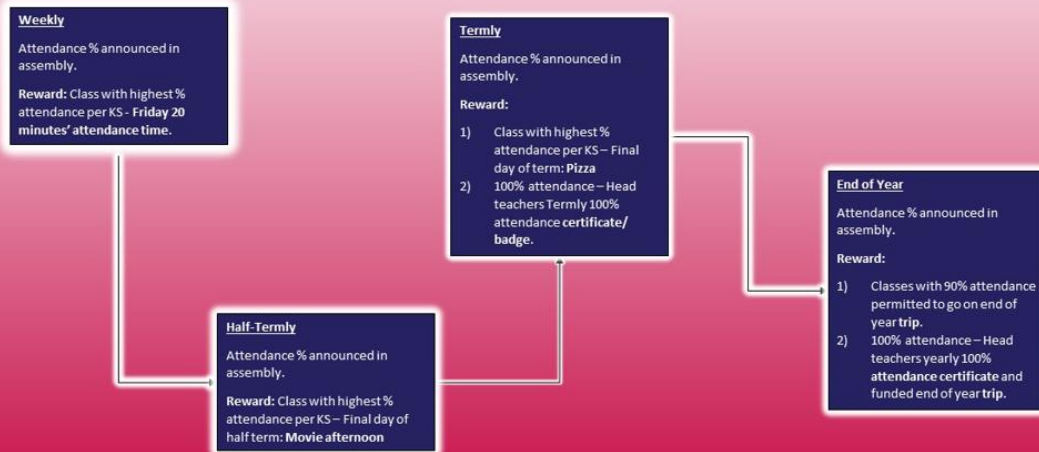 Weekly
Attendance % announced in
assembly.
Reward: Class with highest %
attendance per KS - Friday 20
minutes' attendance time.
Half-Termly
Attendance % announced in
assembly.
Reward: Class with highest %
attendance per KS – Final day of
half term: Movie afternoon
Termly
Attendance % announced in
assembly.
Reward:
1) Class with highest %
attendance per KS – Final
day of term: Pizza
2) 100% attendance – Head
teachers Termly 100%
attendance certificate/
badge.
End of Year
Attendance % announced in
assembly.
Reward:
1) Classes with 90% attendance
permitted to go on end of
year trip.
2) 100% attendance – Head
teachers yearly 100%
attendance certificate and
funded end of year trip.